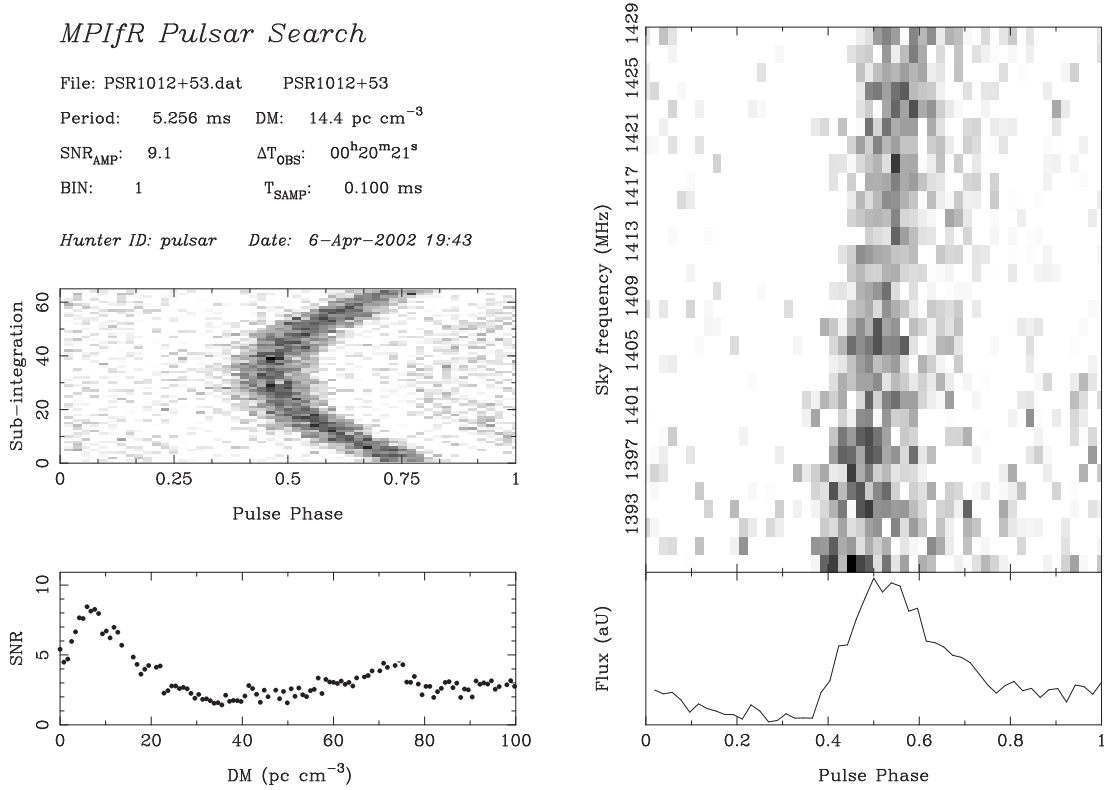 MPIfR Pulsar Search
File: PSR1012+53.dat PSR1012+53
Period: 5.256 ms DM: 14.4 pc cm⁻³
SNR_AMP: 9.1 ΔT_OBS: 00ʰ20ᵐ21ˢ
BIN: 1 T_SAMP: 0.100 ms
Hunter ID: pulsar Date: 6-Apr-2002 19:43
Sub-integration
60
40
20
0
0 0.25 0.5 0.75 1
Pulse Phase
SNR
10
5
0
0 20 40 60 80 100
DM (pc cm⁻³)
Sky frequency (MHz)
1429
1425
1421
1417
1413
1409
1405
1401
1397
1393
Flux (aU)
0 0.2 0.4 0.6 0.8 1
Pulse Phase